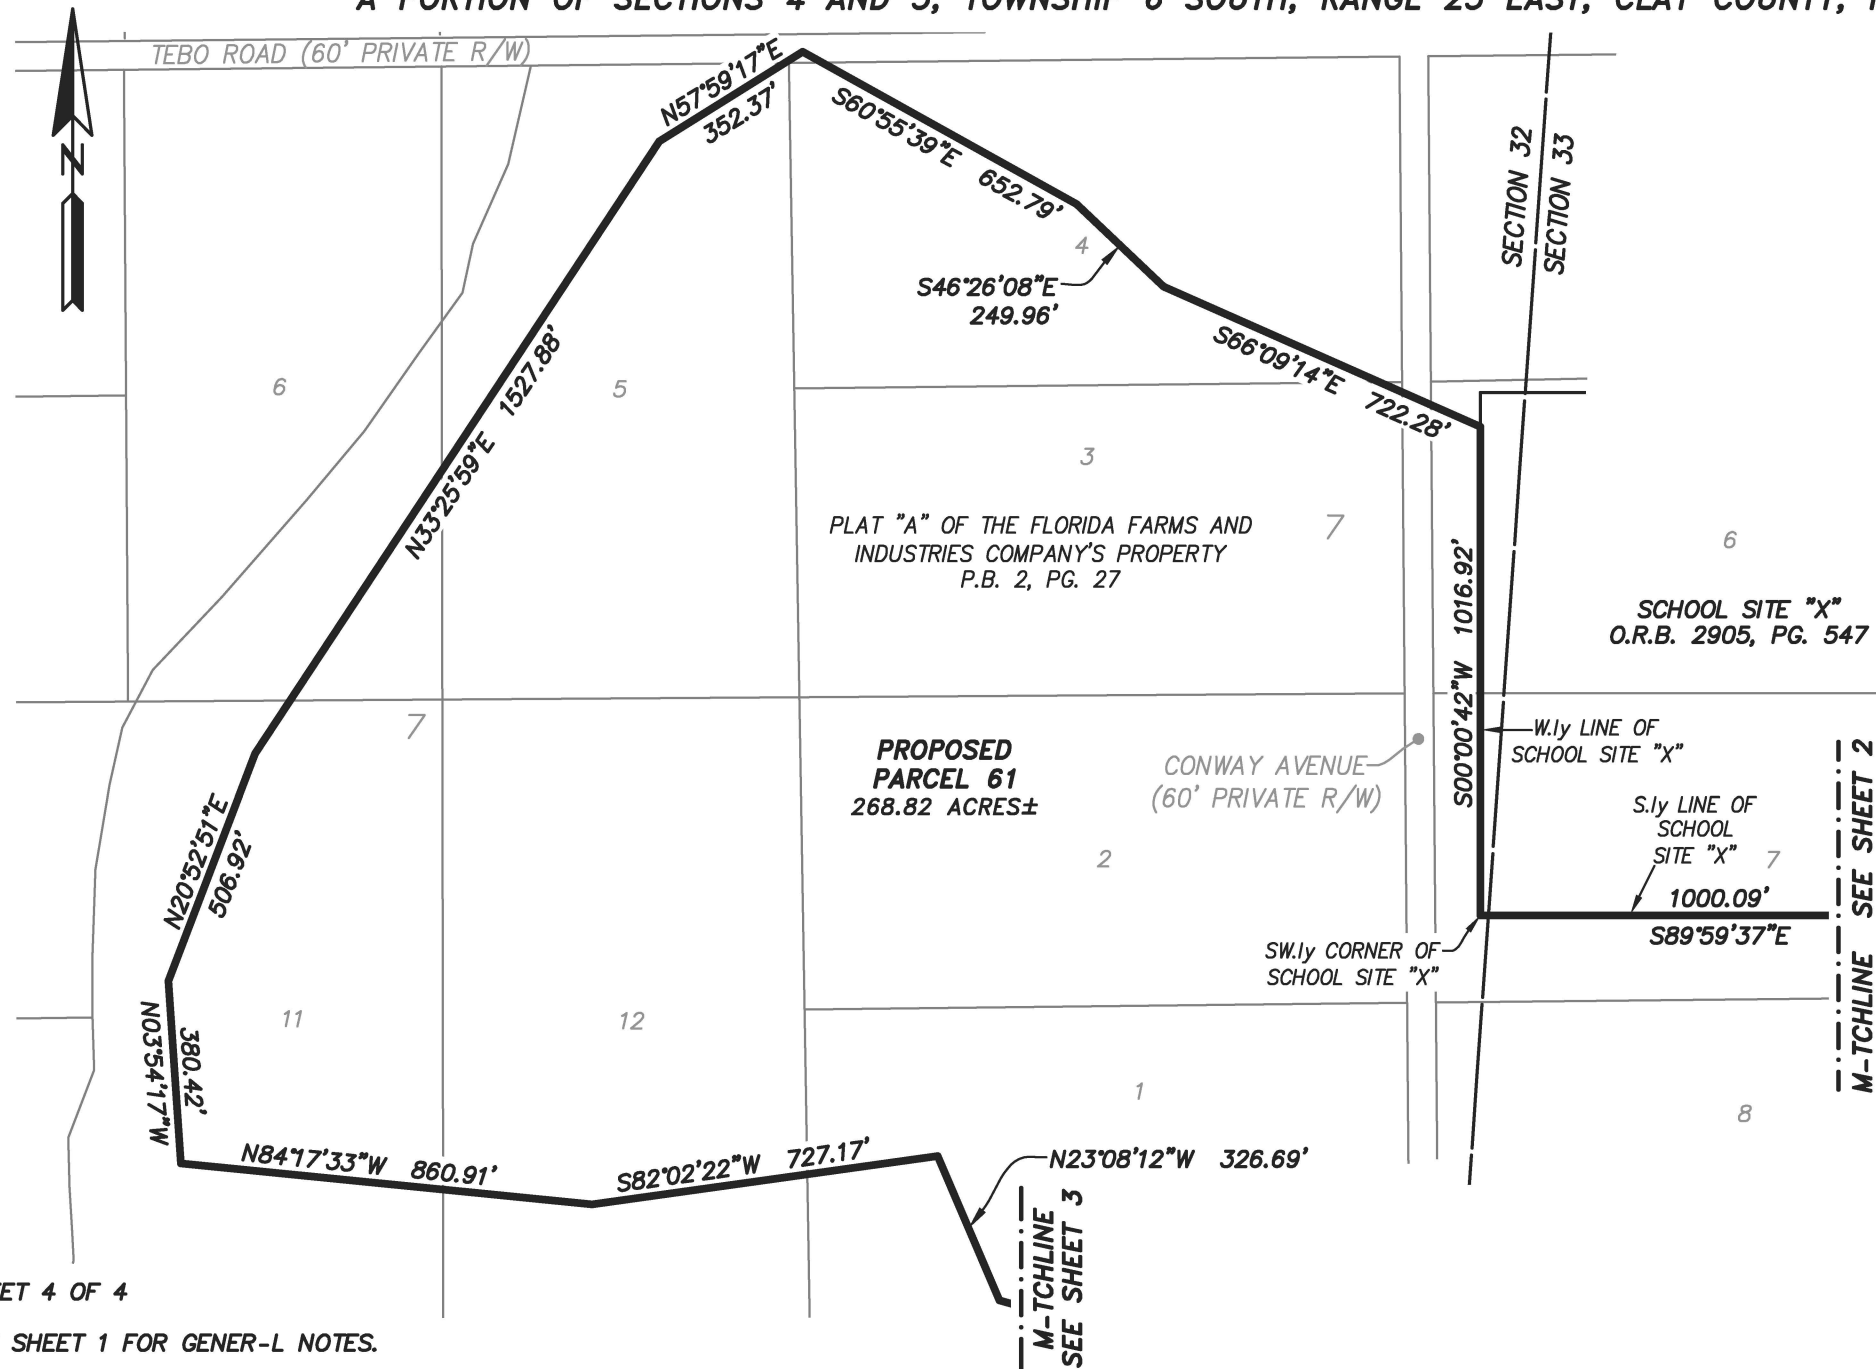 A PORTION OF SECTIONS 4 AND 5, TOWNSHIP 6 SOUTH, RANGE 25 EAST, CLAY COUNTY,
TEBO ROAD (60' PRIVATE R/W)
N
N57°59'17"E
352.37'
S60°55'39"E 652.79'
4
S46°26'08"E
249.96'
S66°09'14"E 722.28'
SECTION 32
SECTION 33
6
5
N33°25'59"E 1527.88'
3
PLAT "A" OF THE FLORIDA FARMS AND
INDUSTRIES COMPANY'S PROPERTY
P.B. 2, PG. 27
7
S00°00'42"W 1016.92'
6
SCHOOL SITE "X"
O.R.B. 2905, PG. 547
7
PROPOSED
PARCEL 61
268.82 ACRES±
CONWAY AVENUE
(60' PRIVATE R/W)
W.ly LINE OF
SCHOOL SITE "X"
S.ly LINE OF
SCHOOL
SITE "X"
7
2
1000.09'
S89°59'37"E
M-TCHLINE SEE SHEET 2
N20°52'51"E
506.92'
SW.ly CORNER OF
SCHOOL SITE "X"
11
12
N03°54'17"W
380.42'
1
8
N84°17'33"W 860.91'
S82°02'22"W 727.17'
N23°08'12"W 326.69'
M-TCHLINE
SEE SHEET 3
ET 4 OF 4
SHEET 1 FOR GENER-L NOTES.